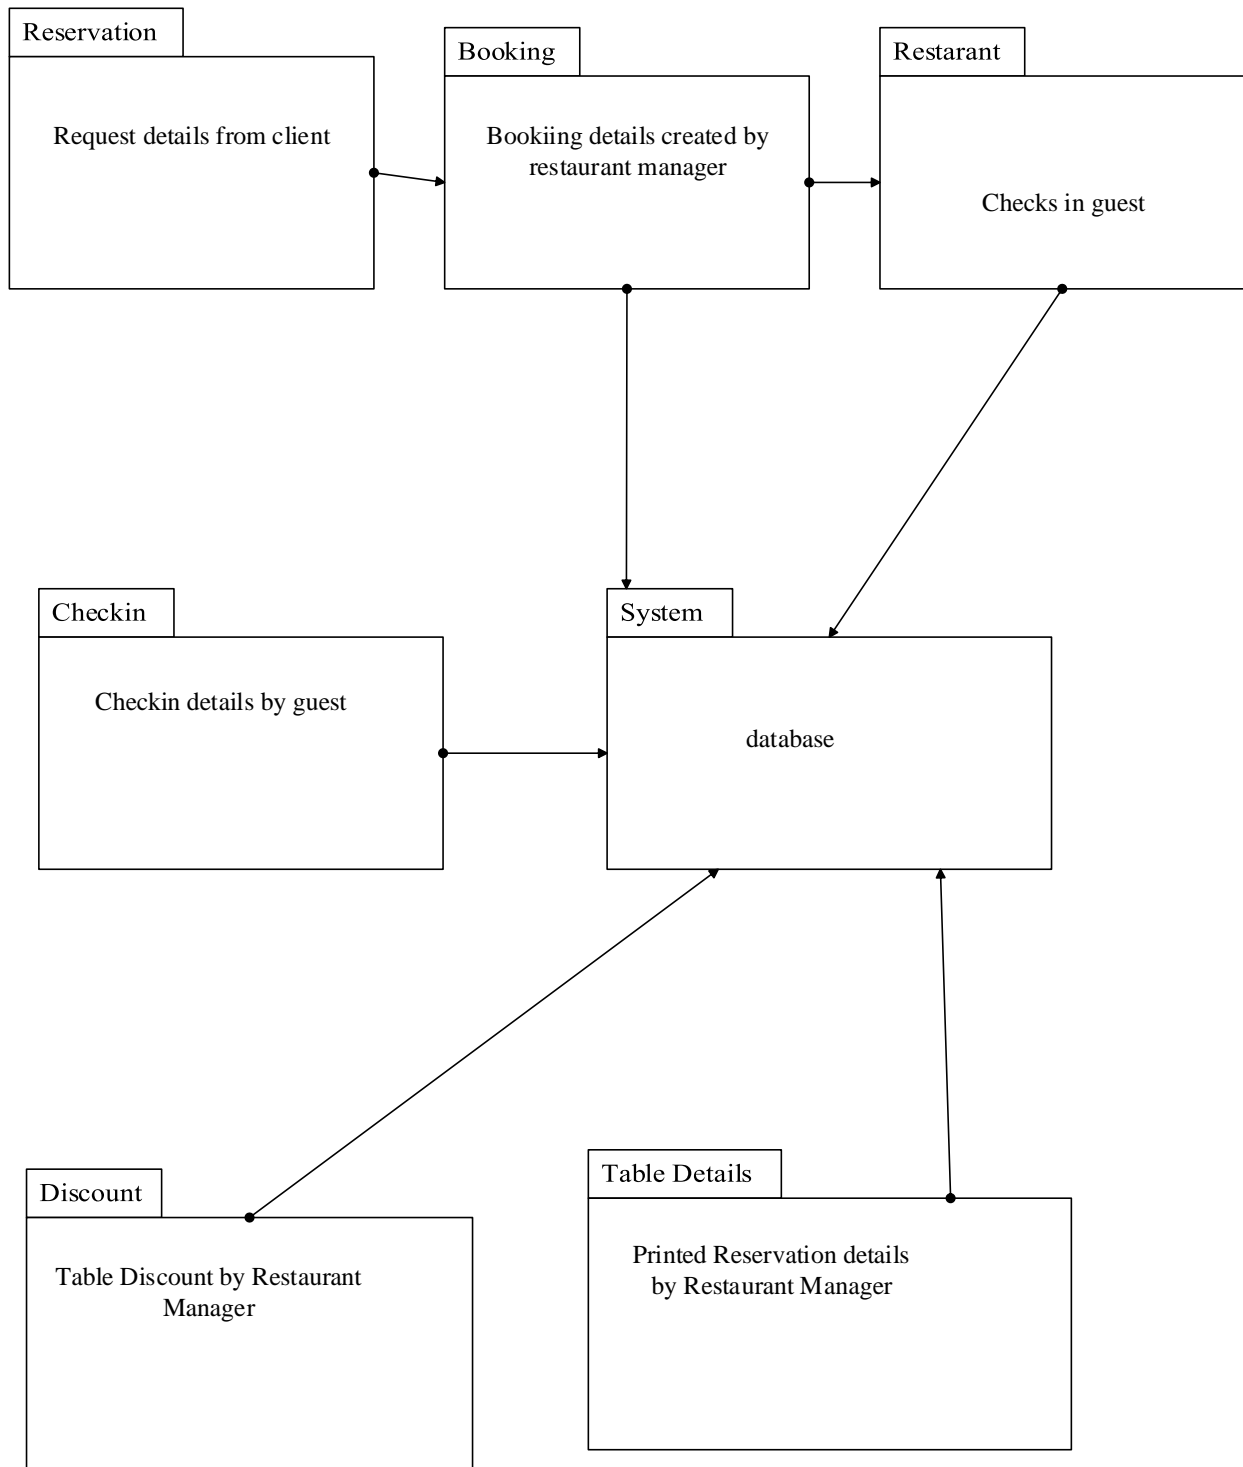 Reservation
Request details from client
Booking
Bookiing details created by
restaurant manager
Restarant
Checks in guest
Checkin
Checkin details by guest
System
database
Discount
Table Discount by Restaurant
Manager
Table Details
Printed Reservation details
by Restaurant Manager